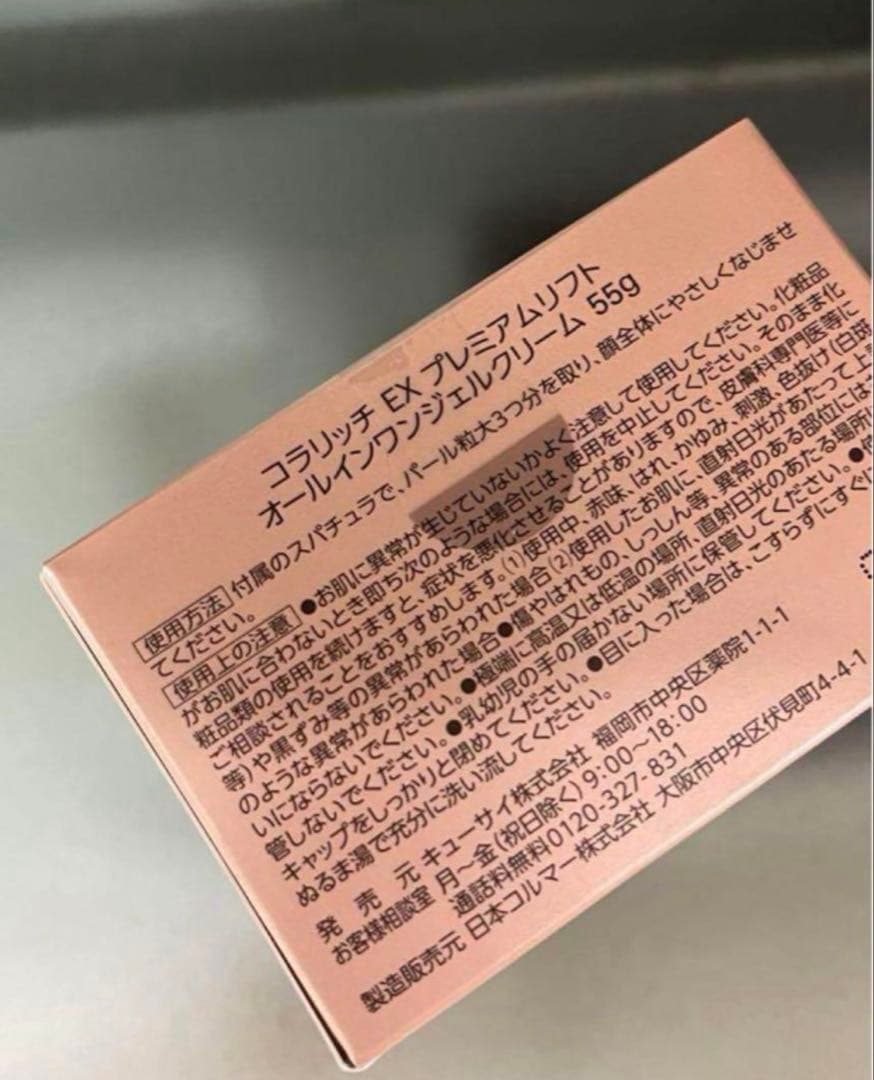 コラリッチ EX プレミアムリフト
オールインワンジェルクリーム 55g
使用方法 付属のスパチュラで、パール粒大3つ分を取り、顔全体にやさしくなじませ
てください。
使用上の注意 ●お肌に異常が生じていないかよく注意して使用してください。化粧品
がお肌に合わないとき即ち次のような場合には、使用を中止してください。そのまま化
粧品類の使用を続けますと、症状を悪化させることがありますので、皮膚科専門医等に
ご相談されることをおすすめします。(1)使用中、赤味、はれ、かゆみ、刺激、色抜け(白斑
等)や黒ずみ等の異常があらわれた場合(2)使用したお肌に、直射日光があたって上
のような異常があらわれた場合●傷やはれもの、しっしん等、異常のある部位には
いにならないでください。●極端に高温又は低温の場所、直射日光のあたる場所
管しないでください。●乳幼児の手の届かない場所に保管してください。●
キャップをしっかりと閉めてください。●目に入った場合は、こすらずにすぐ
ぬるま湯で充分に洗い流してください。
発売元 キューサイ株式会社 福岡市中央区薬院1-1-1
お客様相談室 月〜金(祝日除く)9:00〜18:00
通話料無料0120-327-831
製造販売元 日本コルマー株式会社 大阪市中央区伏見町4-4-1